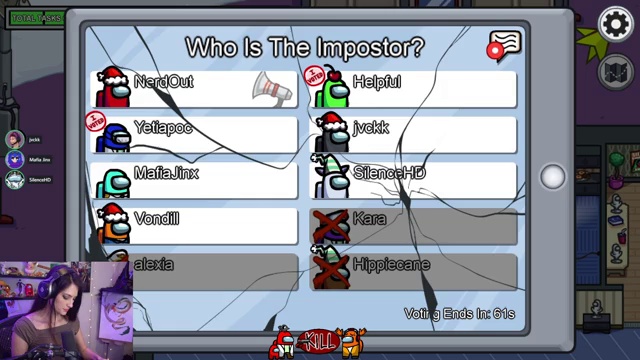 TOTAL TASKS
Who Is The Impostor?
NerdOut
I VOTED
Helpful
I VOTED
Yetiapoc
jvckk
MafiaJinx
SilenceHD
Vondill
Kara
alexia
Hippiecane
jvckk
Mafia Jinx
SilenceHD
Voting Ends In: 61s
KILL